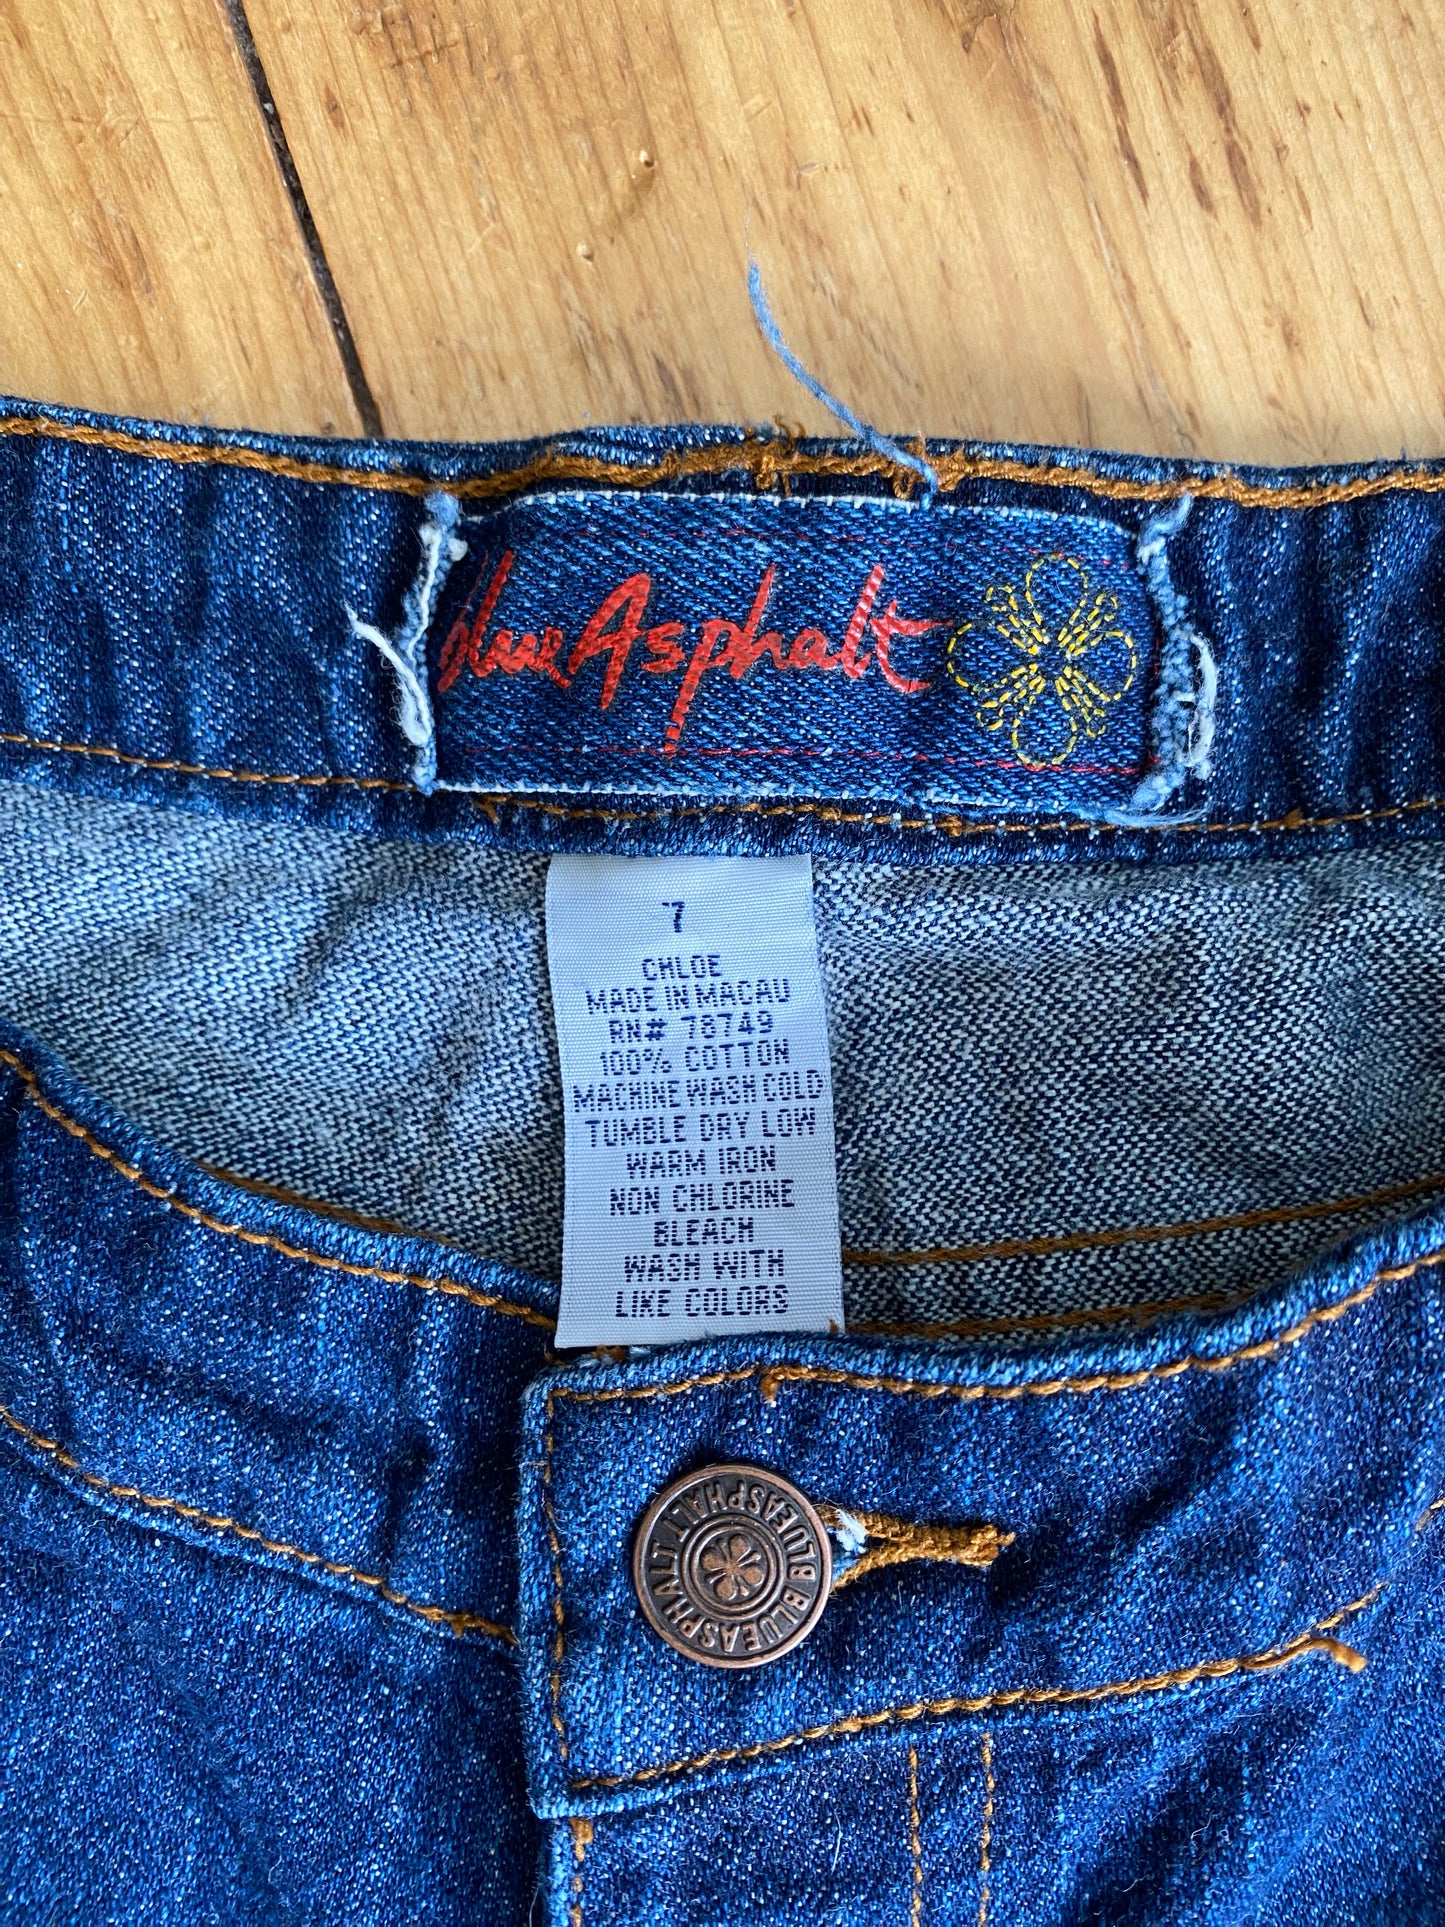 Blue Asphalt
7
CHLOE
MADE IN MACAU
RN# 78749
100% COTTON
MACHINE WASH COLD
TUMBLE DRY LOW
WARM IRON
NON CHLORINE
BLEACH
WASH WITH
LIKE COLORS
BLUEASPHALT BLUEASPHALT